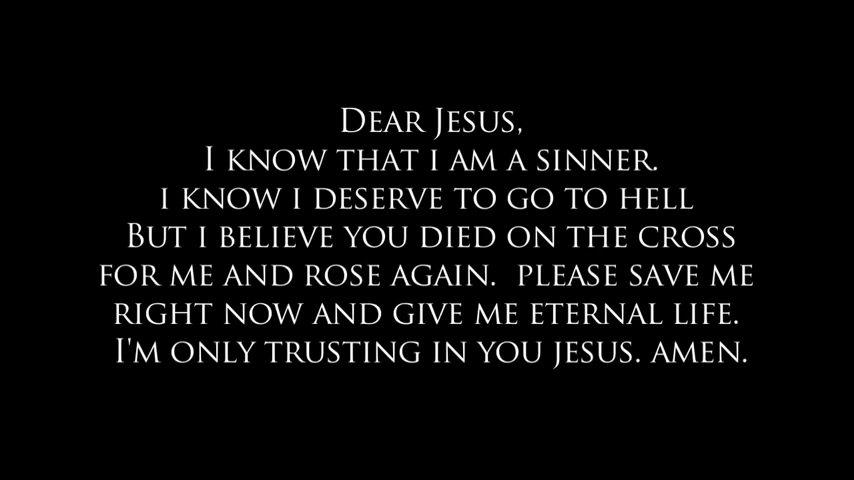 Dear Jesus,
I know that i am a sinner.
i know i deserve to go to hell
But i believe you died on the cross
for me and rose again.  please save me
right now and give me eternal life.
I'm only trusting in you jesus. amen.